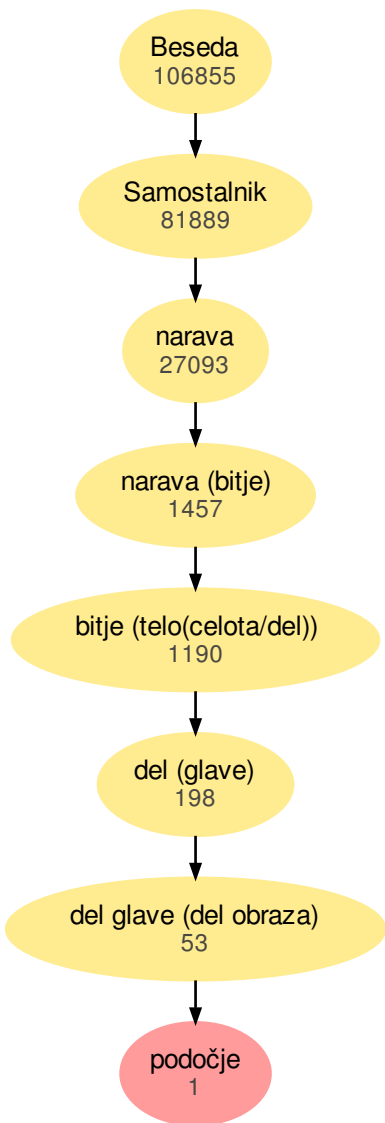 Beseda
106855
Samostalnik
81889
narava
27093
narava (bitje)
1457
bitje (telo(celota/del))
1190
del (glave)
198
del glave (del obraza)
53
podočje
1